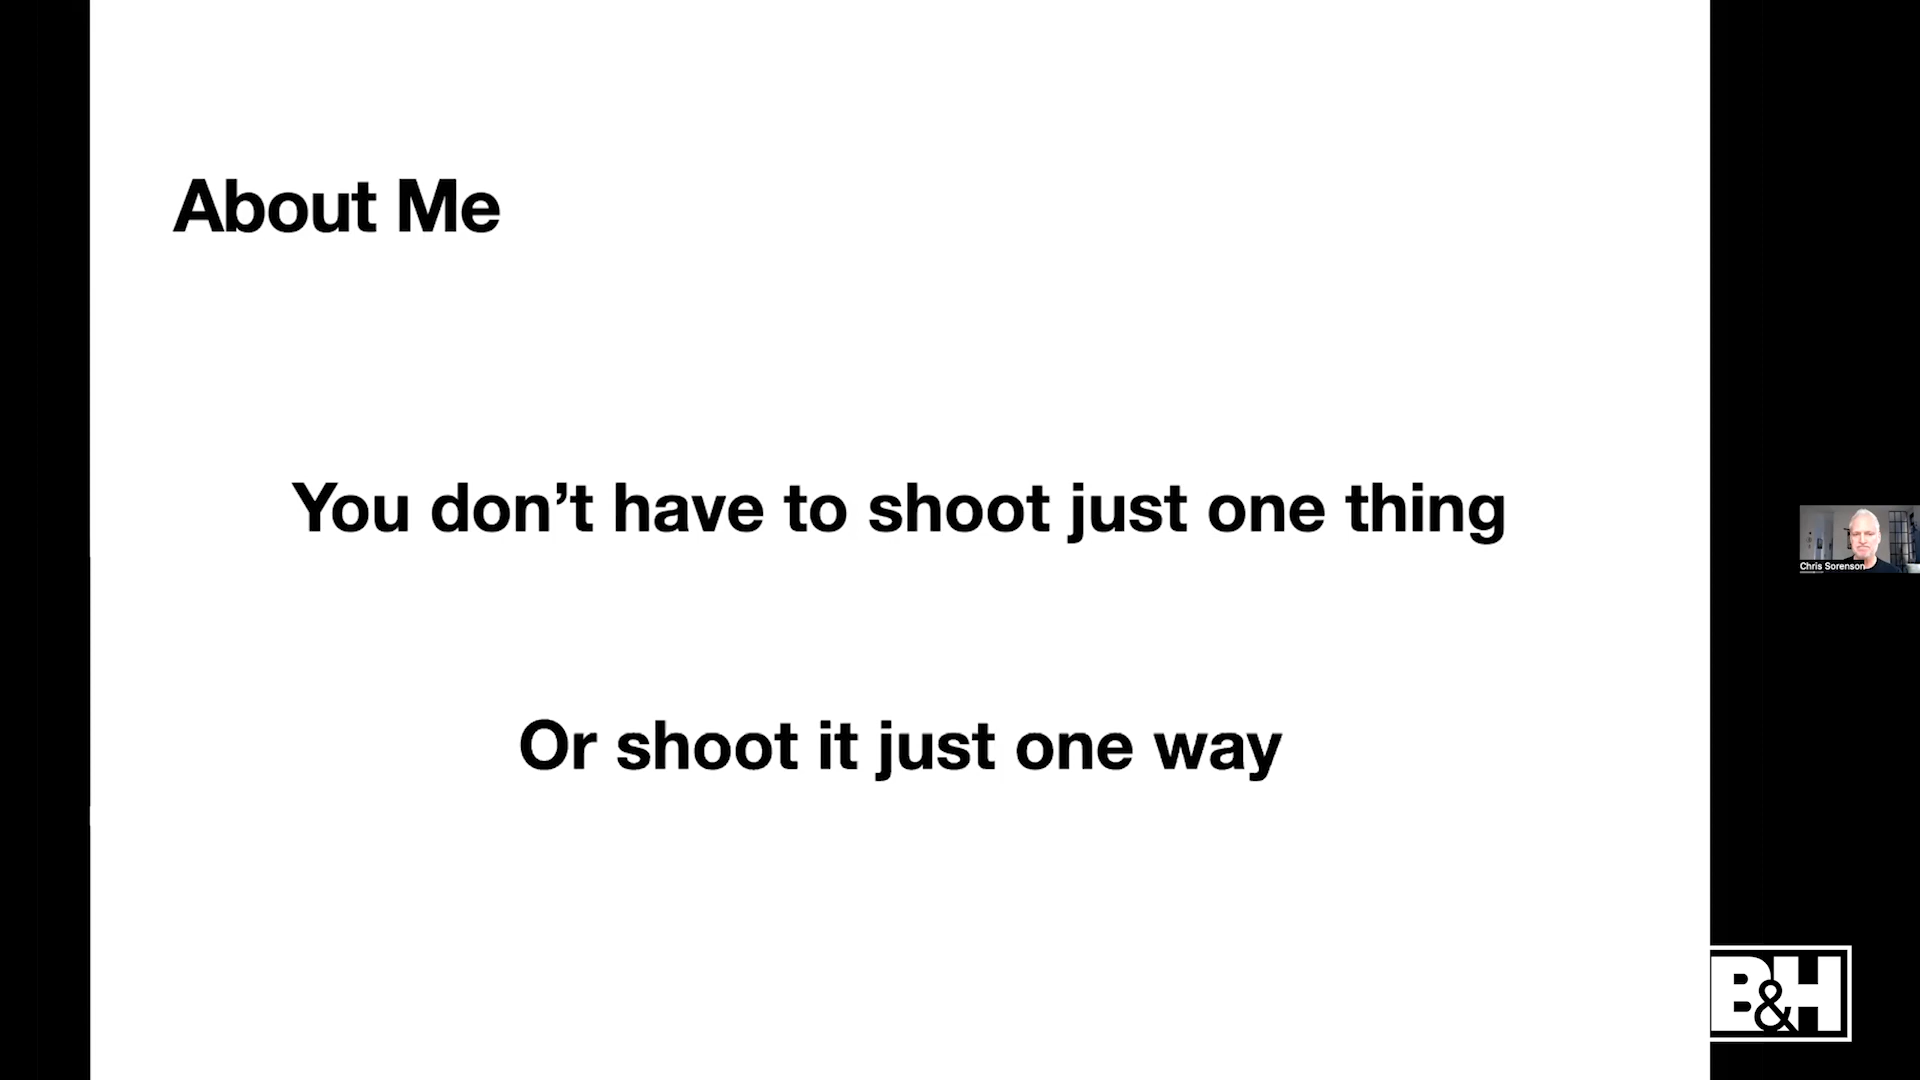 About Me
You don’t have to shoot just one thing
Or shoot it just one way
Chris Sorenson
B&H